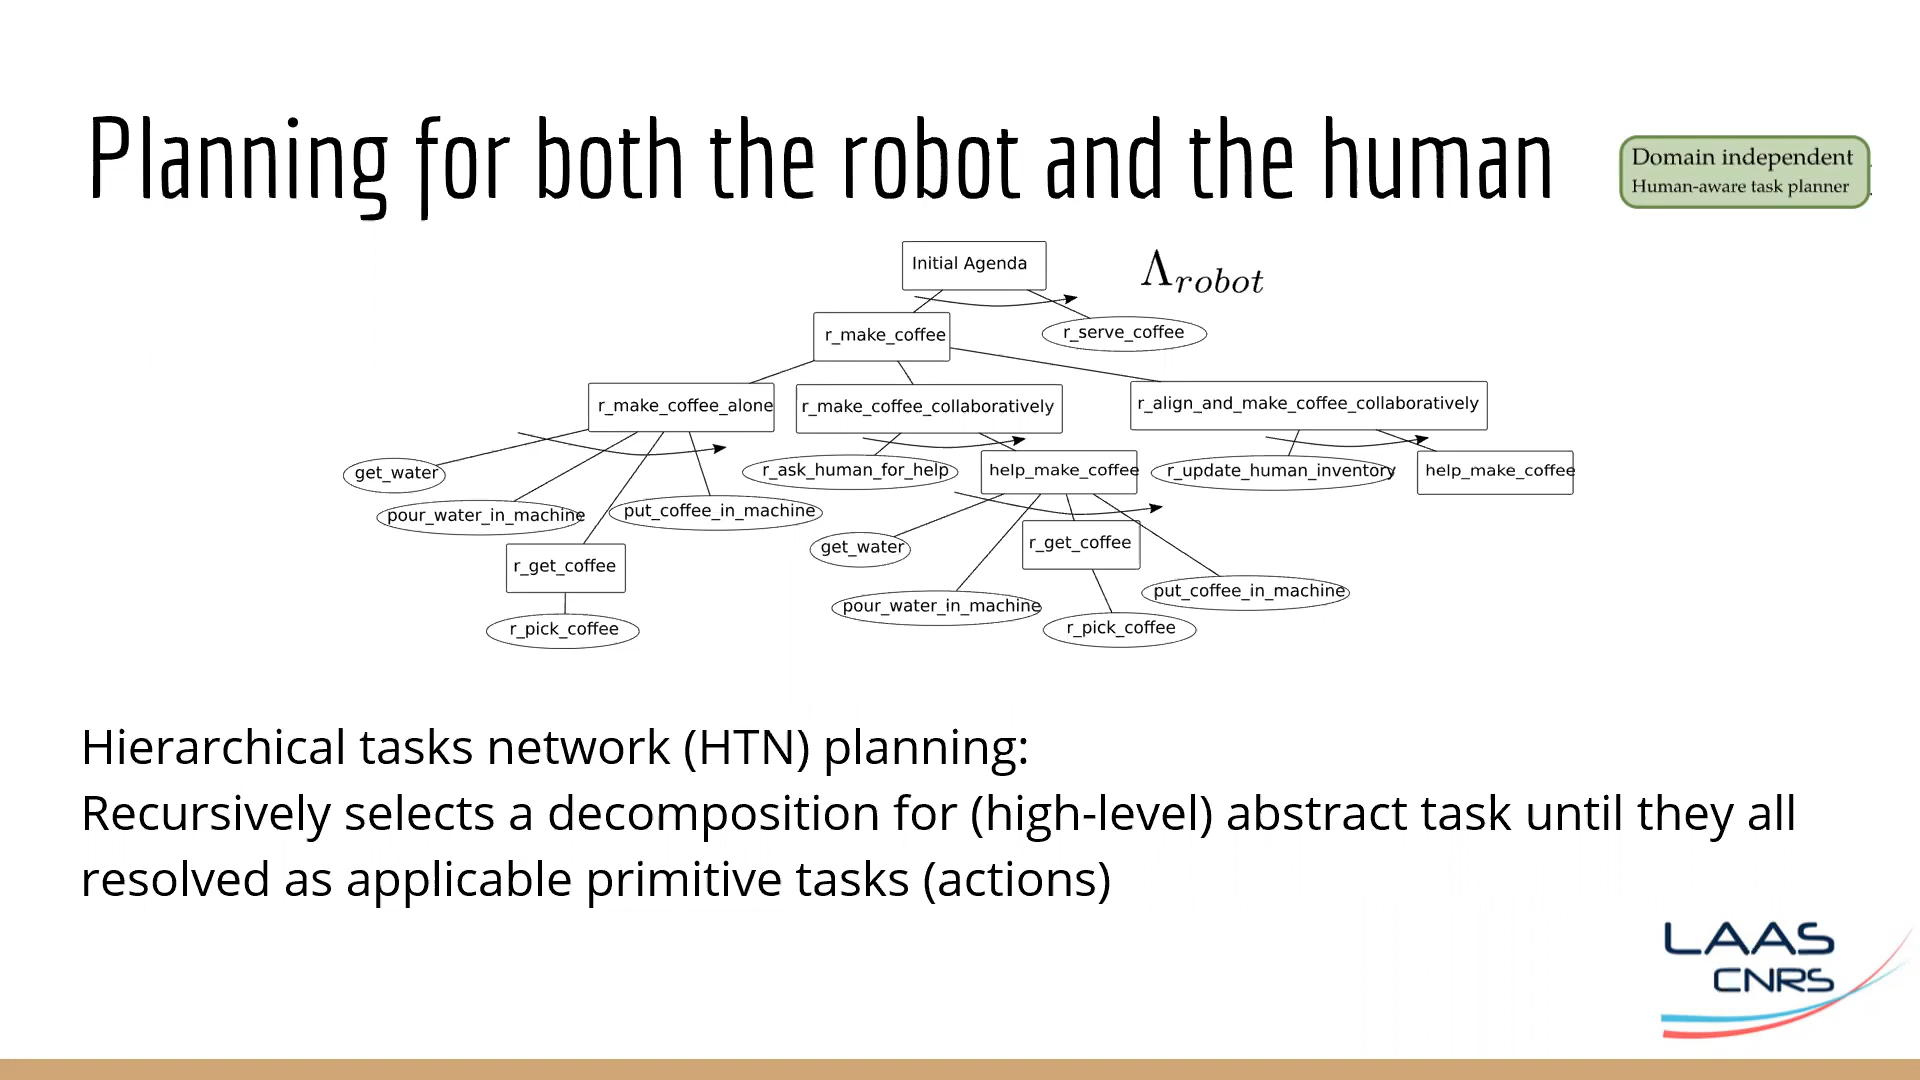 Planning for both the robot and the human
Domain independent
Human-aware task planner
Initial Agenda
Λrobot
r_make_coffee
r_serve_coffee
r_make_coffee_alone
r_make_coffee_collaboratively
r_align_and_make_coffee_collaboratively
get_water
pour_water_in_machine
put_coffee_in_machine
r_get_coffee
r_pick_coffee
r_ask_human_for_help
help_make_coffee
r_update_human_inventory
help_make_coffee
get_water
r_get_coffee
pour_water_in_machine
put_coffee_in_machine
r_pick_coffee
Hierarchical tasks network (HTN) planning:
Recursively selects a decomposition for (high-level) abstract task until they all
resolved as applicable primitive tasks (actions)
LAAS
CNRS